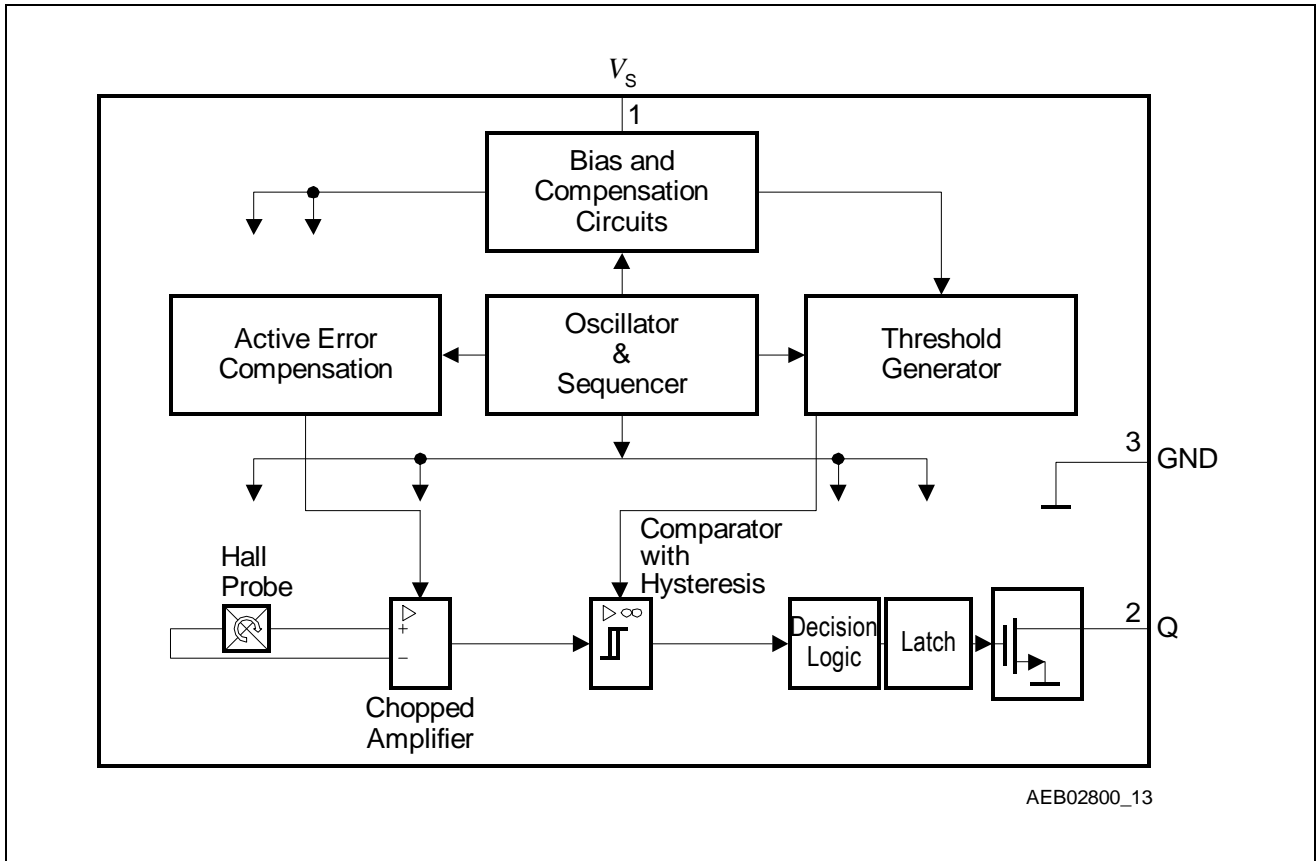 VS
1
Bias and
Compensation
Circuits
Active Error
Compensation
Oscillator
&
Sequencer
Threshold
Generator
3
GND
Hall
Probe
Comparator
with
Hysteresis
▷
+
−
▷ ∞
Decision
Logic
Latch
2
Q
Chopped
Amplifier
AEB02800_13